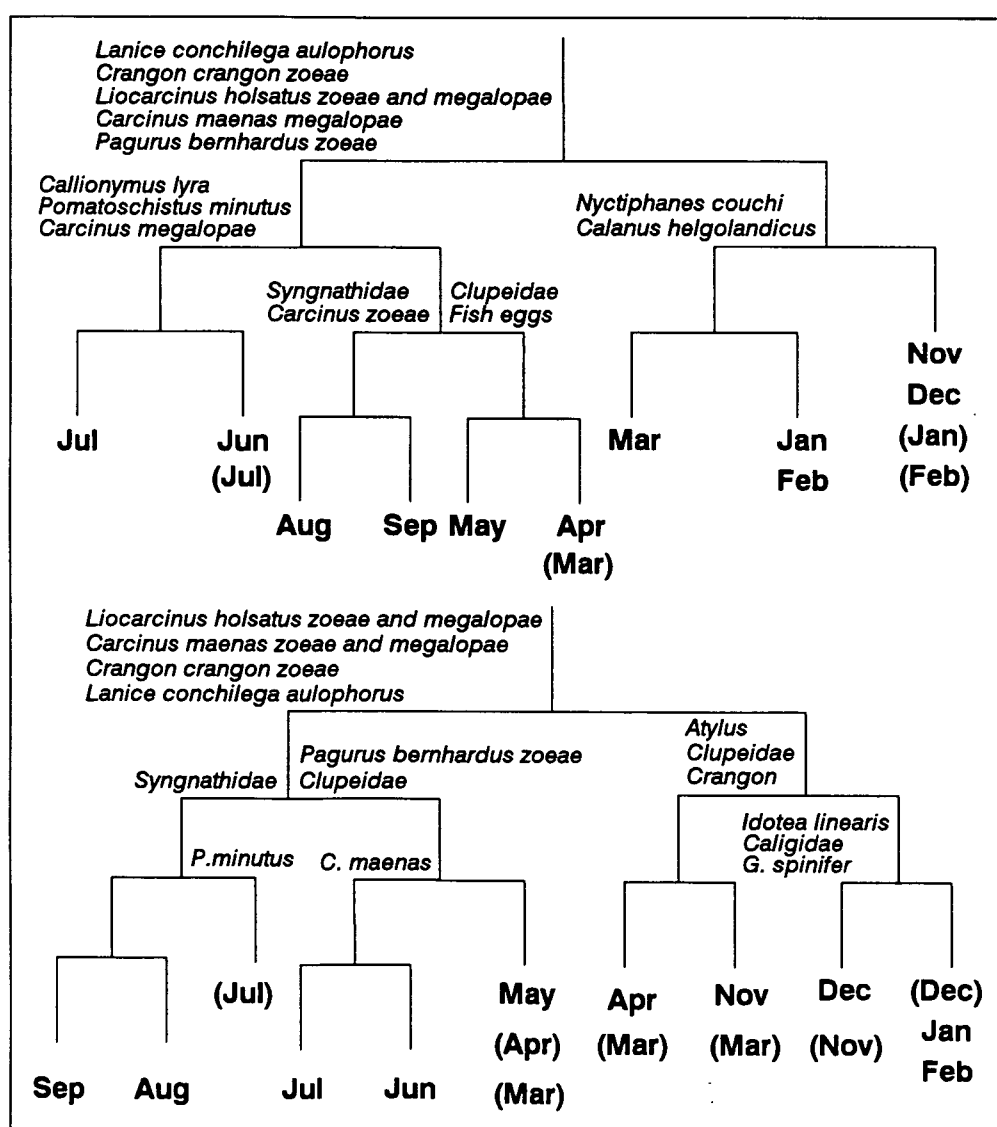 Lanice conchilega aulophorus
Crangon crangon zoeae
Liocarcinus holsatus zoeae and megalopae
Carcinus maenas megalopae
Pagurus bernhardus zoeae
Callionymus lyra
Pomatoschistus minutus
Carcinus megalopae
Nyctiphanes couchi
Calanus helgolandicus
Syngnathidae
Carcinus zoeae
Clupeidae
Fish eggs
Jul
Jun
(Jul)
Aug
Sep
May
Apr
(Mar)
Mar
Jan
Feb
Nov
Dec
(Jan)
(Feb)
Liocarcinus holsatus zoeae and megalopae
Carcinus maenas zoeae and megalopae
Crangon crangon zoeae
Lanice conchilega aulophorus
Syngnathidae
Pagurus bernhardus zoeae
Clupeidae
Atylus
Clupeidae
Crangon
P.minutus
C. maenas
Idotea linearis
Caligidae
G. spinifer
Sep
Aug
(Jul)
Jul
Jun
May
(Apr)
(Mar)
Apr
(Mar)
Nov
(Mar)
Dec
(Nov)
(Dec)
Jan
Feb